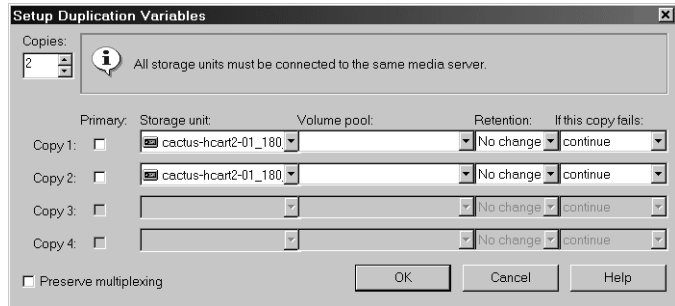 Setup Duplication Variables
Copies:
2
All storage units must be connected to the same media server.
Primary: Storage unit: Volume pool: Retention: If this copy fails:
Copy 1: cactus-hcart2-01_180_ No change continue
Copy 2: cactus-hcart2-01_180_ No change continue
Copy 3: No change continue
Copy 4: No change continue
Preserve multiplexing
OK Cancel Help